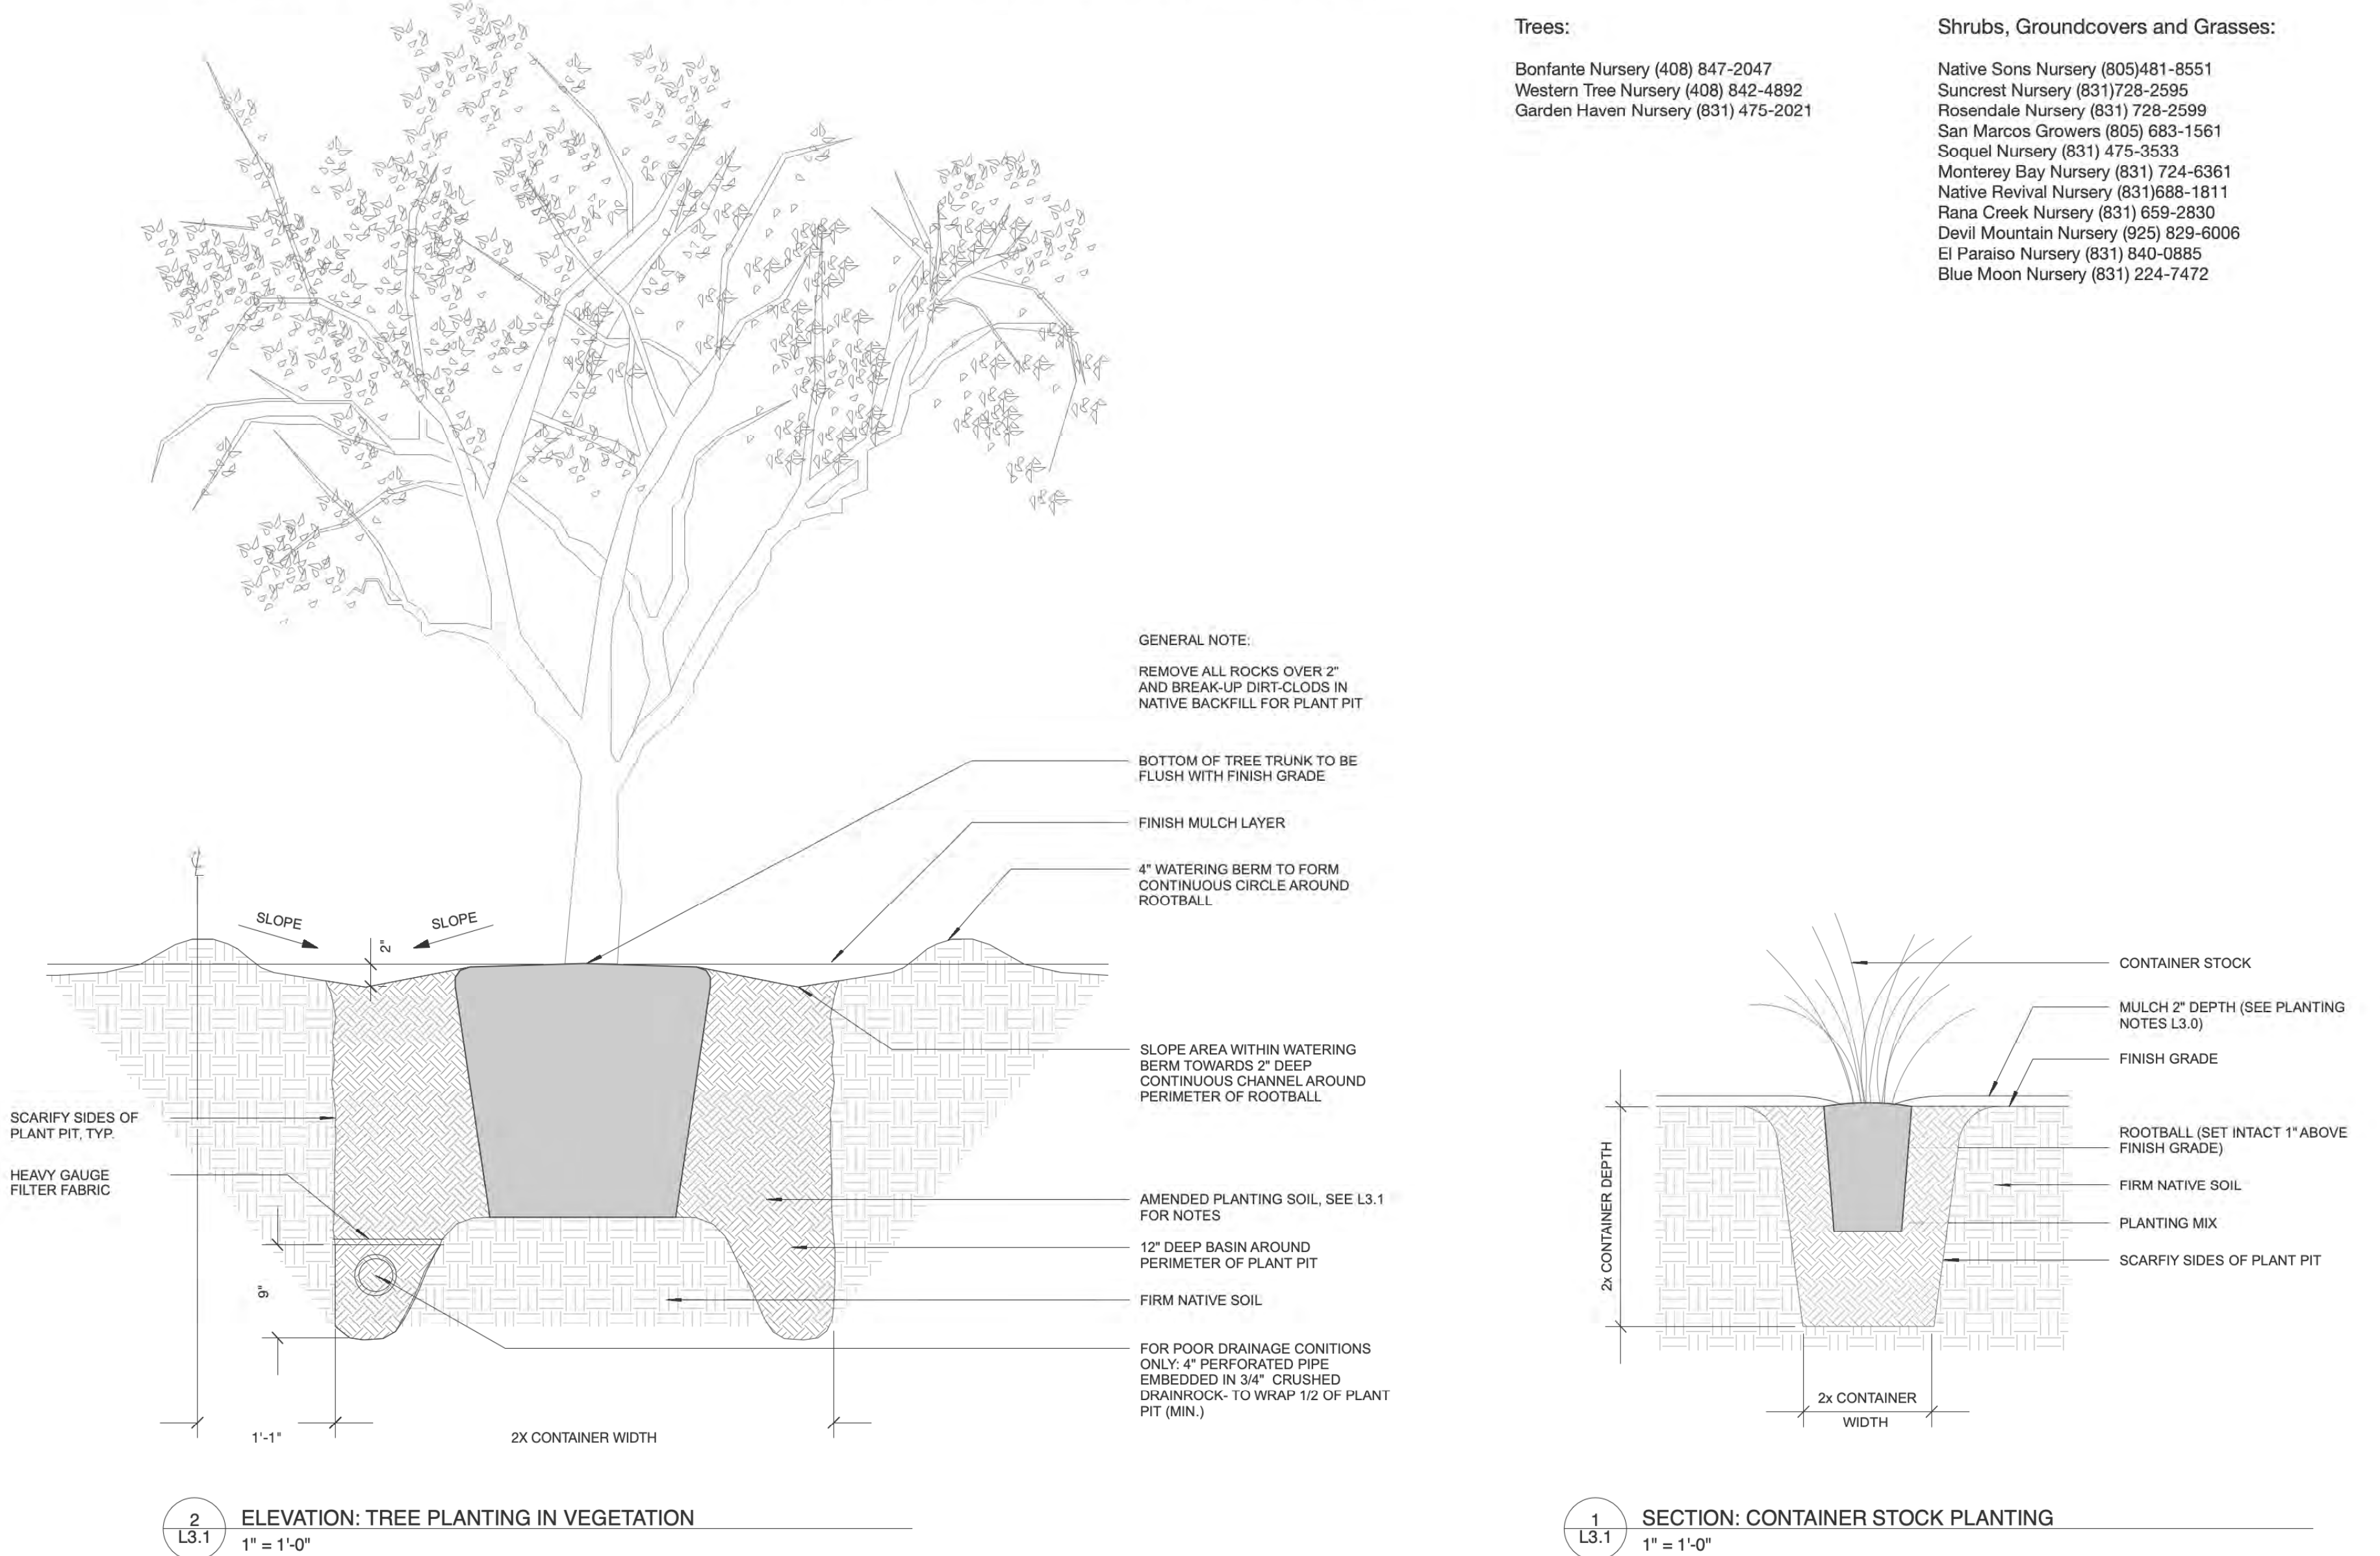 Trees:
Bonfante Nursery (408) 847-2047
Western Tree Nursery (408) 842-4892
Garden Haven Nursery (831) 475-2021
Shrubs, Groundcovers and Grasses:
Native Sons Nursery (805)481-8551
Suncrest Nursery (831)728-2595
Rosendale Nursery (831) 728-2599
San Marcos Growers (805) 683-1561
Soquel Nursery (831) 475-3533
Monterey Bay Nursery (831) 724-6361
Native Revival Nursery (831)688-1811
Rana Creek Nursery (831) 659-2830
Devil Mountain Nursery (925) 829-6006
El Paraiso Nursery (831) 840-0885
Blue Moon Nursery (831) 224-7472
GENERAL NOTE:
REMOVE ALL ROCKS OVER 2"
AND BREAK-UP DIRT-CLODS IN
NATIVE BACKFILL FOR PLANT PIT
BOTTOM OF TREE TRUNK TO BE
FLUSH WITH FINISH GRADE
FINISH MULCH LAYER
4" WATERING BERM TO FORM
CONTINUOUS CIRCLE AROUND
ROOTBALL
SLOPE
SLOPE
2"
SLOPE AREA WITHIN WATERING
BERM TOWARDS 2" DEEP
CONTINUOUS CHANNEL AROUND
PERIMETER OF ROOTBALL
SCARIFY SIDES OF
PLANT PIT, TYP.
HEAVY GAUGE
FILTER FABRIC
AMENDED PLANTING SOIL, SEE L3.1
FOR NOTES
12" DEEP BASIN AROUND
PERIMETER OF PLANT PIT
FIRM NATIVE SOIL
9"
FOR POOR DRAINAGE CONITIONS
ONLY: 4" PERFORATED PIPE
EMBEDDED IN 3/4" CRUSHED
DRAINROCK- TO WRAP 1/2 OF PLANT
PIT (MIN.)
1'-1"
2X CONTAINER WIDTH
2
L3.1
ELEVATION: TREE PLANTING IN VEGETATION
1" = 1'-0"
CONTAINER STOCK
MULCH 2" DEPTH (SEE PLANTING
NOTES L3.0)
FINISH GRADE
ROOTBALL (SET INTACT 1" ABOVE
FINISH GRADE)
FIRM NATIVE SOIL
PLANTING MIX
SCARFIY SIDES OF PLANT PIT
2x CONTAINER DEPTH
2x CONTAINER
WIDTH
1
L3.1
SECTION: CONTAINER STOCK PLANTING
1" = 1'-0"